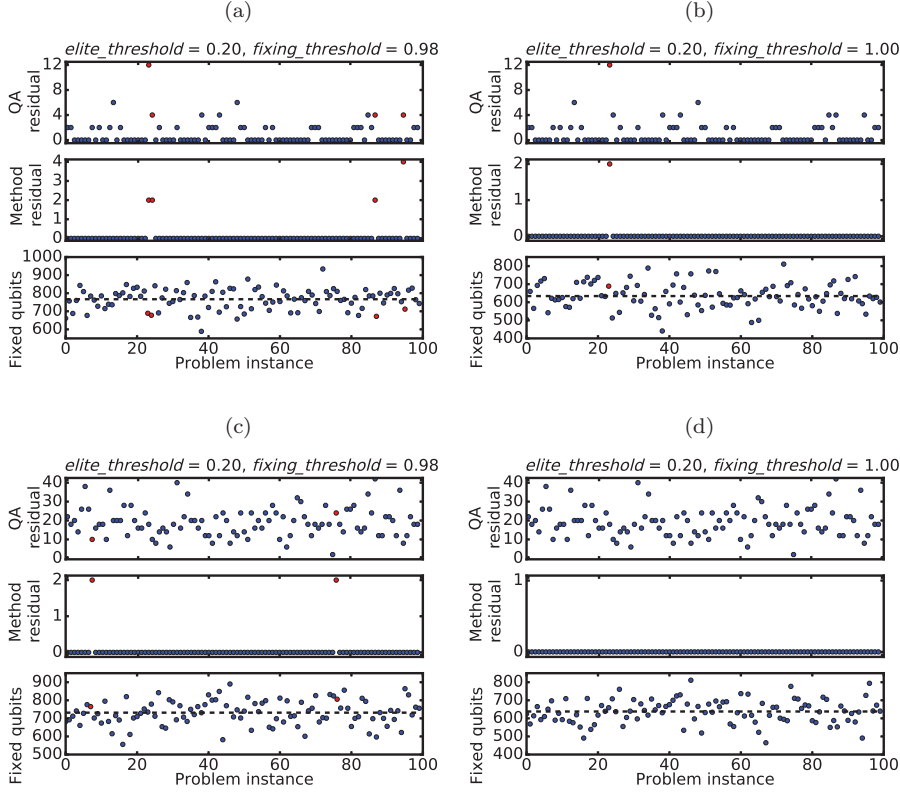 (a)
elite_threshold = 0.20, fixing_threshold = 0.98
QA
residual
12
8
4
0
Method
residual
4
3
2
1
0
Fixed qubits
1000
900
800
700
600
0 20 40 60 80 100
Problem instance
(b)
elite_threshold = 0.20, fixing_threshold = 1.00
QA
residual
12
8
4
0
Method
residual
2
1
0
Fixed qubits
800
700
600
500
400
0 20 40 60 80 100
Problem instance
(c)
elite_threshold = 0.20, fixing_threshold = 0.98
QA
residual
40
30
20
10
0
Method
residual
2
1
0
Fixed qubits
900
800
700
600
500
0 20 40 60 80 100
Problem instance
(d)
elite_threshold = 0.20, fixing_threshold = 1.00
QA
residual
40
30
20
10
0
Method
residual
1
0
Fixed qubits
800
700
600
500
400
0 20 40 60 80 100
Problem instance